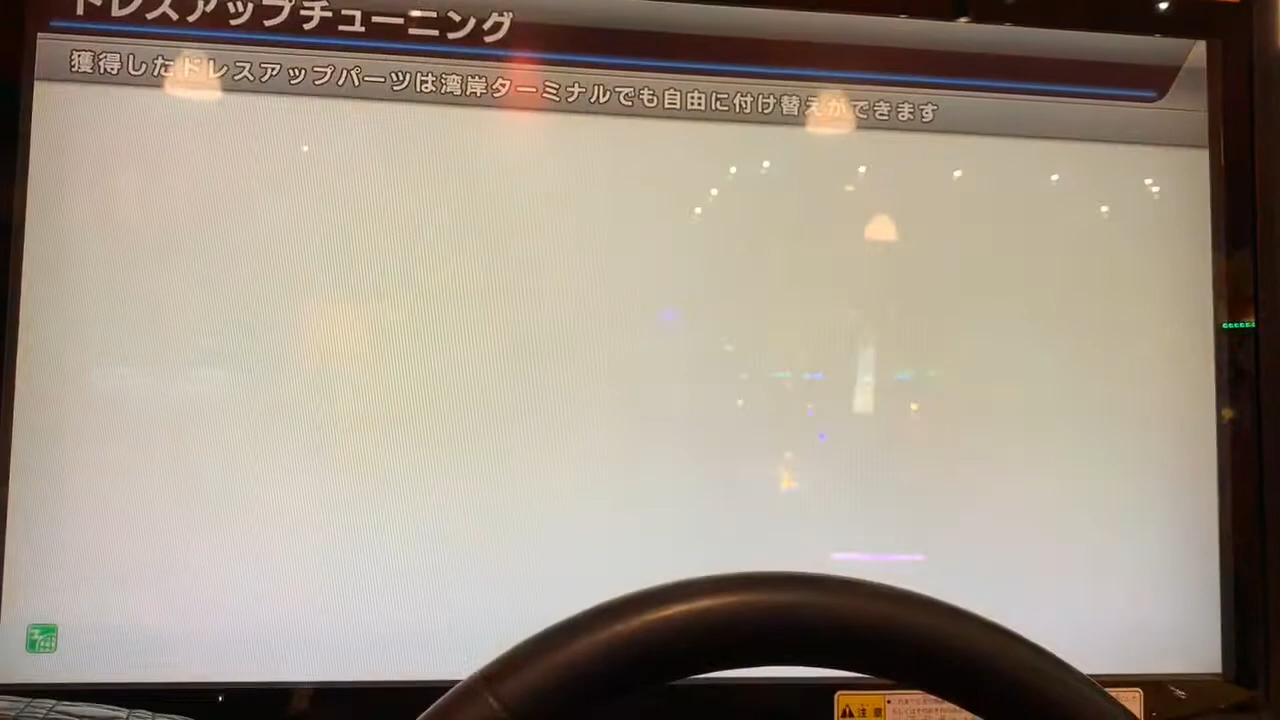 ドレスアップチューニング
獲得したドレスアップパーツは湾岸ターミナルでも自由に付け替えができます
注意